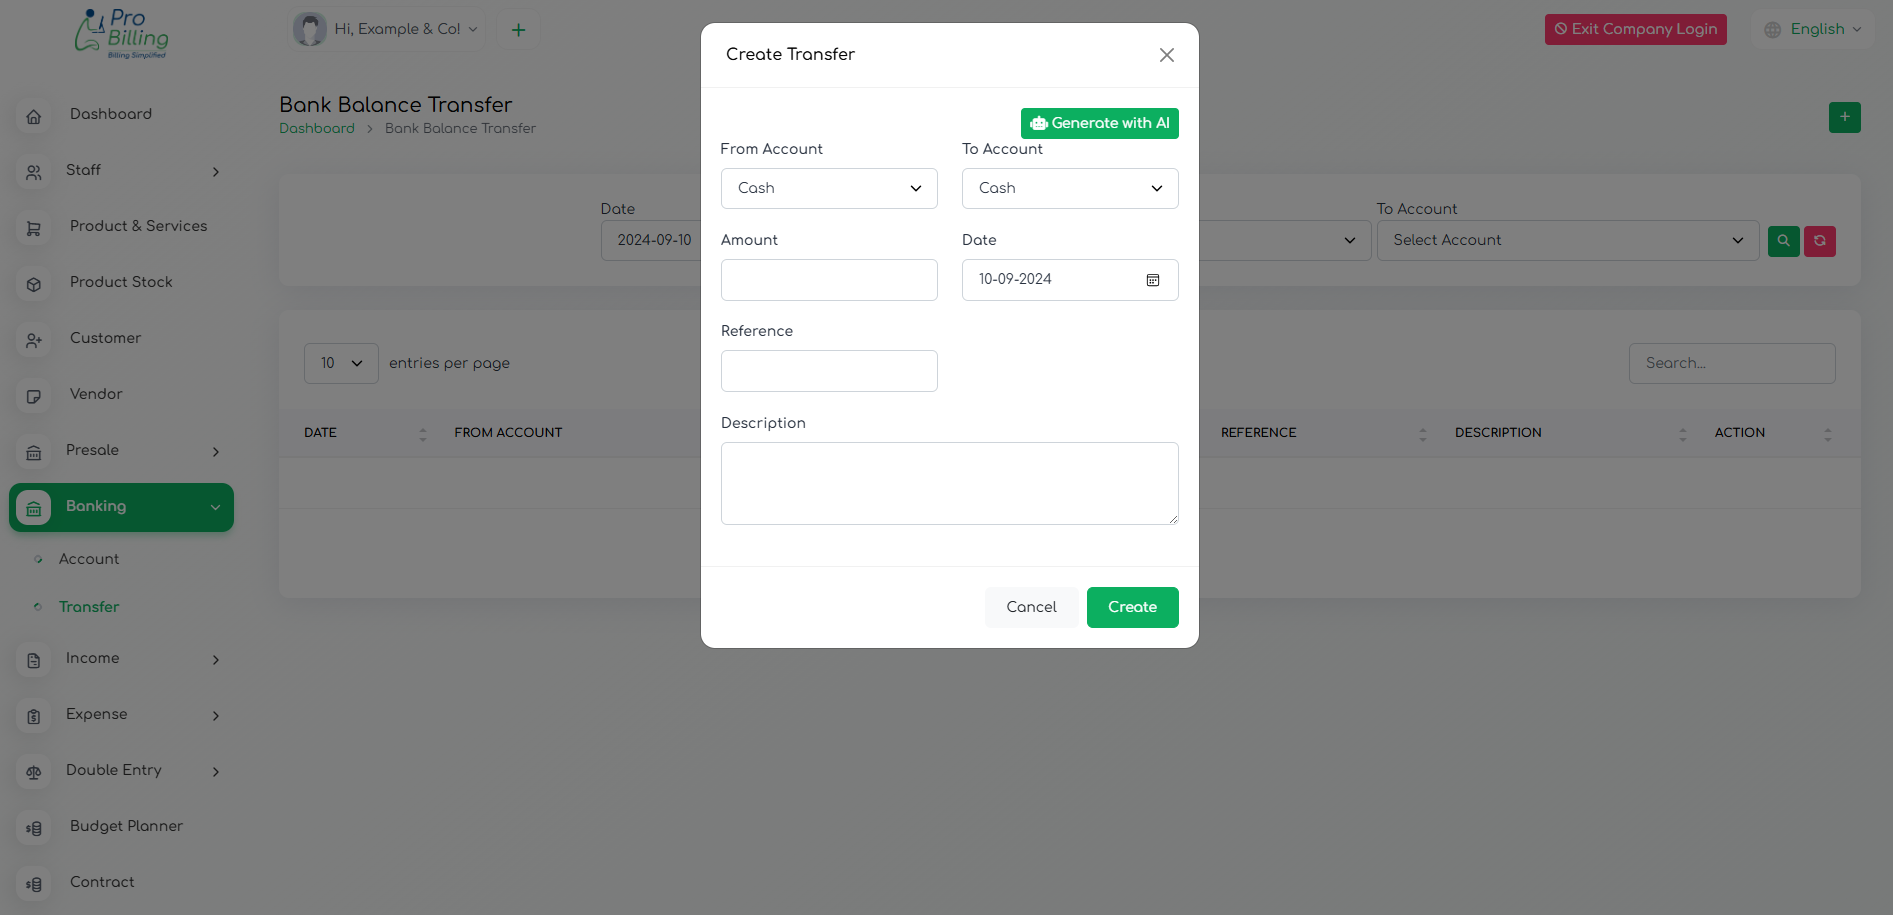 Pro
Billing
Billing Simplified
Hi, Example & Co!
Exit Company Login
English
Create Transfer
Dashboard
Staff
Product & Services
Product Stock
Customer
Vendor
Presale
Banking
Account
Transfer
Income
Expense
Double Entry
Budget Planner
Contract
Bank Balance Transfer
Dashboard > Bank Balance Transfer
Date
2024-09-10
To Account
Select Account
10 entries per page
Search...
DATE FROM ACCOUNT REFERENCE DESCRIPTION ACTION
Generate with AI
From Account To Account
Cash Cash
Amount Date
10-09-2024
Reference
Description
Cancel Create